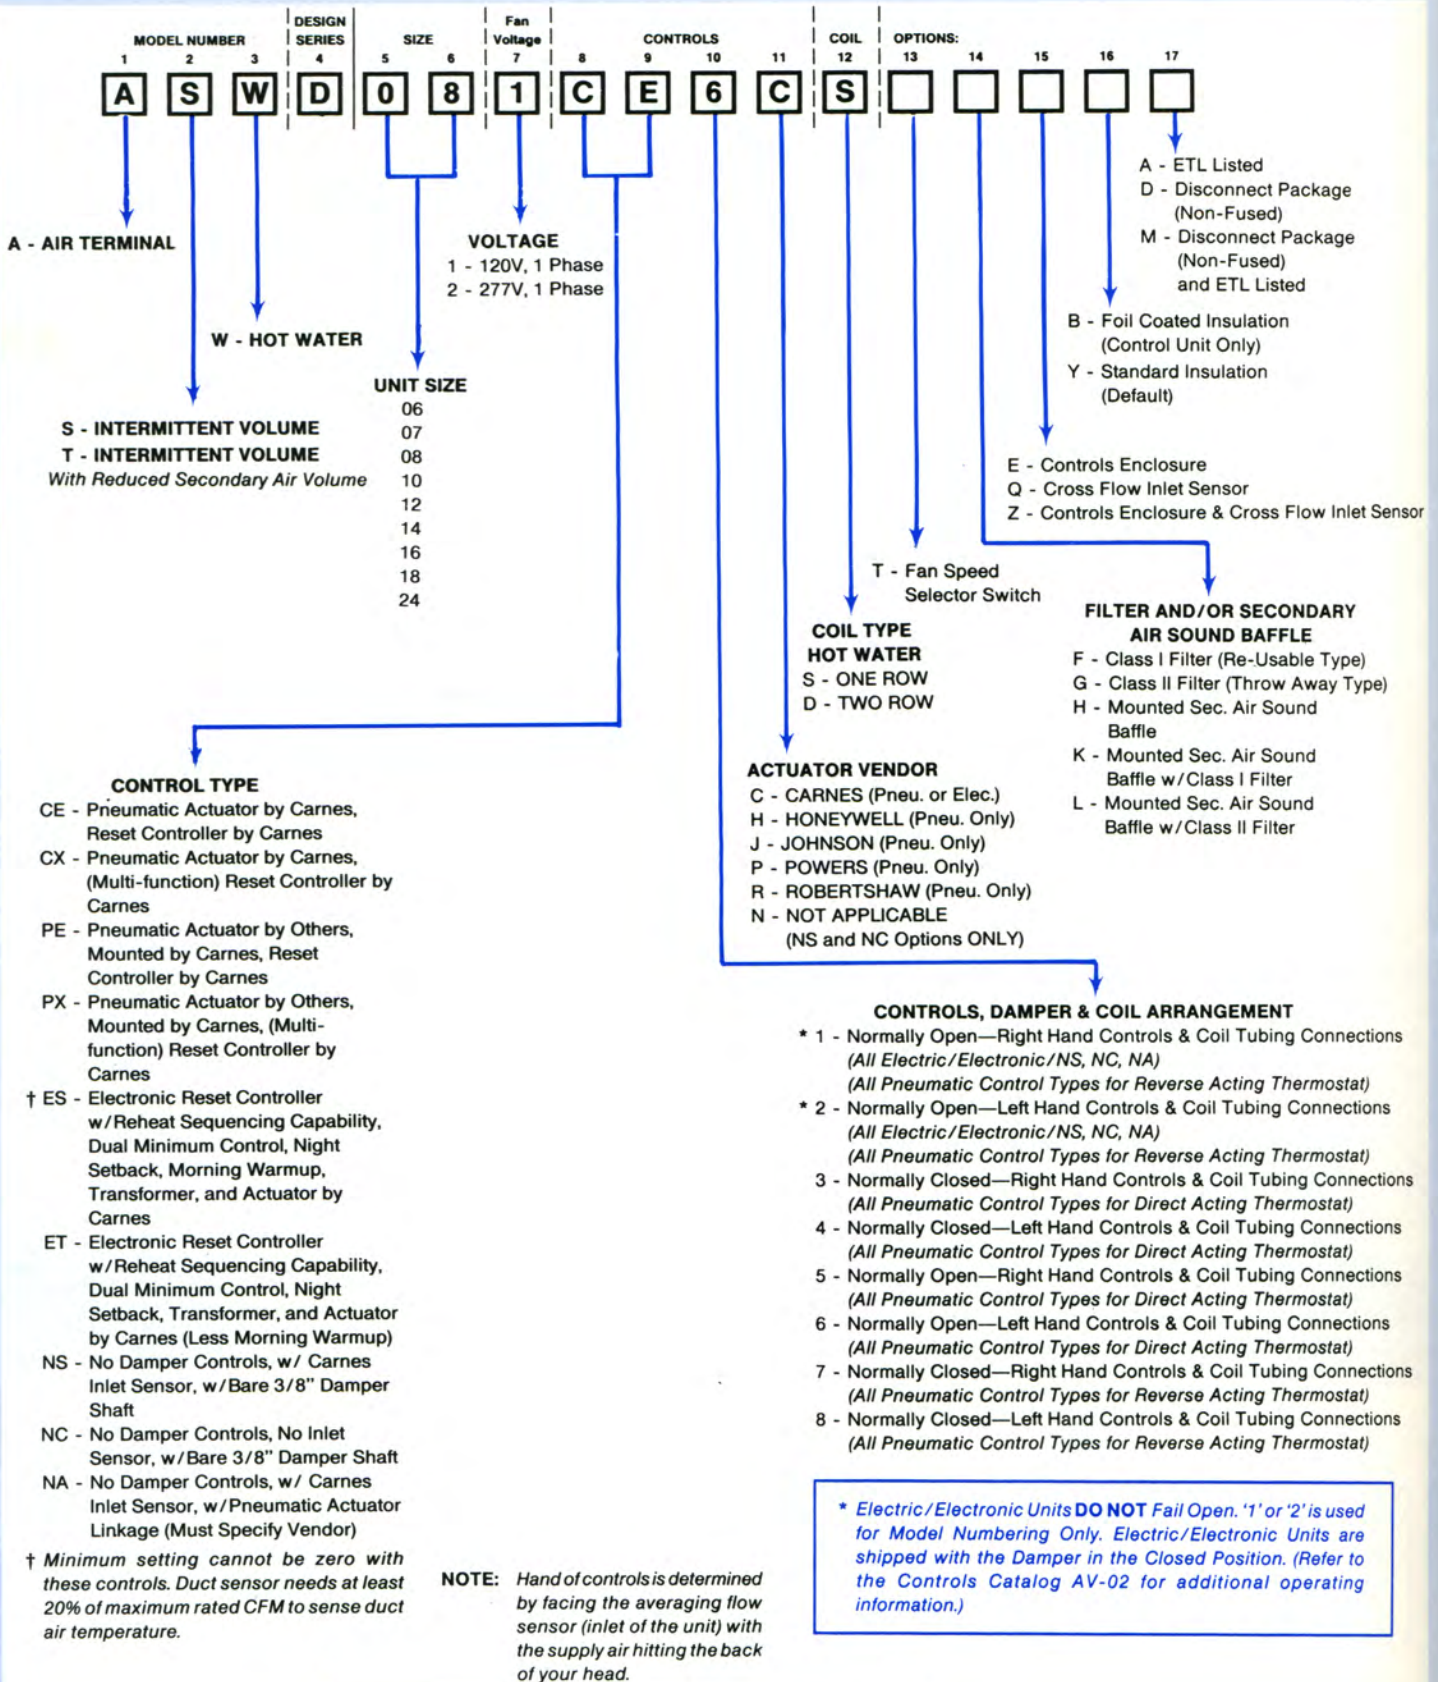 MODEL NUMBER
DESIGN
SERIES
SIZE
Fan
Voltage
CONTROLS
COIL
OPTIONS:
1 2 3 4 5 6 7 8 9 10 11 12 13 14 15 16 17
A S W D 0 8 1 C E 6 C S
A - AIR TERMINAL
W - HOT WATER
S - INTERMITTENT VOLUME
T - INTERMITTENT VOLUME
With Reduced Secondary Air Volume
UNIT SIZE
06
07
08
10
12
14
16
18
24
VOLTAGE
1 - 120V, 1 Phase
2 - 277V, 1 Phase
A - ETL Listed
D - Disconnect Package
(Non-Fused)
M - Disconnect Package
(Non-Fused)
and ETL Listed
B - Foil Coated Insulation
(Control Unit Only)
Y - Standard Insulation
(Default)
E - Controls Enclosure
Q - Cross Flow Inlet Sensor
Z - Controls Enclosure & Cross Flow Inlet Sensor
T - Fan Speed
Selector Switch
FILTER AND/OR SECONDARY
AIR SOUND BAFFLE
F - Class I Filter (Re-Usable Type)
G - Class II Filter (Throw Away Type)
H - Mounted Sec. Air Sound
Baffle
K - Mounted Sec. Air Sound
Baffle w/Class I Filter
L - Mounted Sec. Air Sound
Baffle w/Class II Filter
COIL TYPE
HOT WATER
S - ONE ROW
D - TWO ROW
ACTUATOR VENDOR
C - CARNES (Pneu. or Elec.)
H - HONEYWELL (Pneu. Only)
J - JOHNSON (Pneu. Only)
P - POWERS (Pneu. Only)
R - ROBERTSHAW (Pneu. Only)
N - NOT APPLICABLE
(NS and NC Options ONLY)
CONTROL TYPE
CE - Pneumatic Actuator by Carnes,
Reset Controller by Carnes
CX - Pneumatic Actuator by Carnes,
(Multi-function) Reset Controller by
Carnes
PE - Pneumatic Actuator by Others,
Mounted by Carnes, Reset
Controller by Carnes
PX - Pneumatic Actuator by Others,
Mounted by Carnes, (Multi-
function) Reset Controller by
Carnes
† ES - Electronic Reset Controller
w/Reheat Sequencing Capability,
Dual Minimum Control, Night
Setback, Morning Warmup,
Transformer, and Actuator by
Carnes
ET - Electronic Reset Controller
w/Reheat Sequencing Capability,
Dual Minimum Control, Night
Setback, Transformer, and Actuator
by Carnes (Less Morning Warmup)
NS - No Damper Controls, w/ Carnes
Inlet Sensor, w/Bare 3/8" Damper
Shaft
NC - No Damper Controls, No Inlet
Sensor, w/Bare 3/8" Damper Shaft
NA - No Damper Controls, w/ Carnes
Inlet Sensor, w/Pneumatic Actuator
Linkage (Must Specify Vendor)
† Minimum setting cannot be zero with
these controls. Duct sensor needs at least
20% of maximum rated CFM to sense duct
air temperature.
NOTE: Hand of controls is determined
by facing the averaging flow
sensor (inlet of the unit) with
the supply air hitting the back
of your head.
CONTROLS, DAMPER & COIL ARRANGEMENT
* 1 - Normally Open—Right Hand Controls & Coil Tubing Connections
(All Electric/Electronic/NS, NC, NA)
(All Pneumatic Control Types for Reverse Acting Thermostat)
* 2 - Normally Open—Left Hand Controls & Coil Tubing Connections
(All Electric/Electronic/NS, NC, NA)
(All Pneumatic Control Types for Reverse Acting Thermostat)
3 - Normally Closed—Right Hand Controls & Coil Tubing Connections
(All Pneumatic Control Types for Direct Acting Thermostat)
4 - Normally Closed—Left Hand Controls & Coil Tubing Connections
(All Pneumatic Control Types for Direct Acting Thermostat)
5 - Normally Open—Right Hand Controls & Coil Tubing Connections
(All Pneumatic Control Types for Direct Acting Thermostat)
6 - Normally Open—Left Hand Controls & Coil Tubing Connections
(All Pneumatic Control Types for Direct Acting Thermostat)
7 - Normally Closed—Right Hand Controls & Coil Tubing Connections
(All Pneumatic Control Types for Reverse Acting Thermostat)
8 - Normally Closed—Left Hand Controls & Coil Tubing Connections
(All Pneumatic Control Types for Reverse Acting Thermostat)
* Electric/Electronic Units DO NOT Fail Open. '1' or '2' is used
for Model Numbering Only. Electric/Electronic Units are
shipped with the Damper in the Closed Position. (Refer to
the Controls Catalog AV-02 for additional operating
information.)